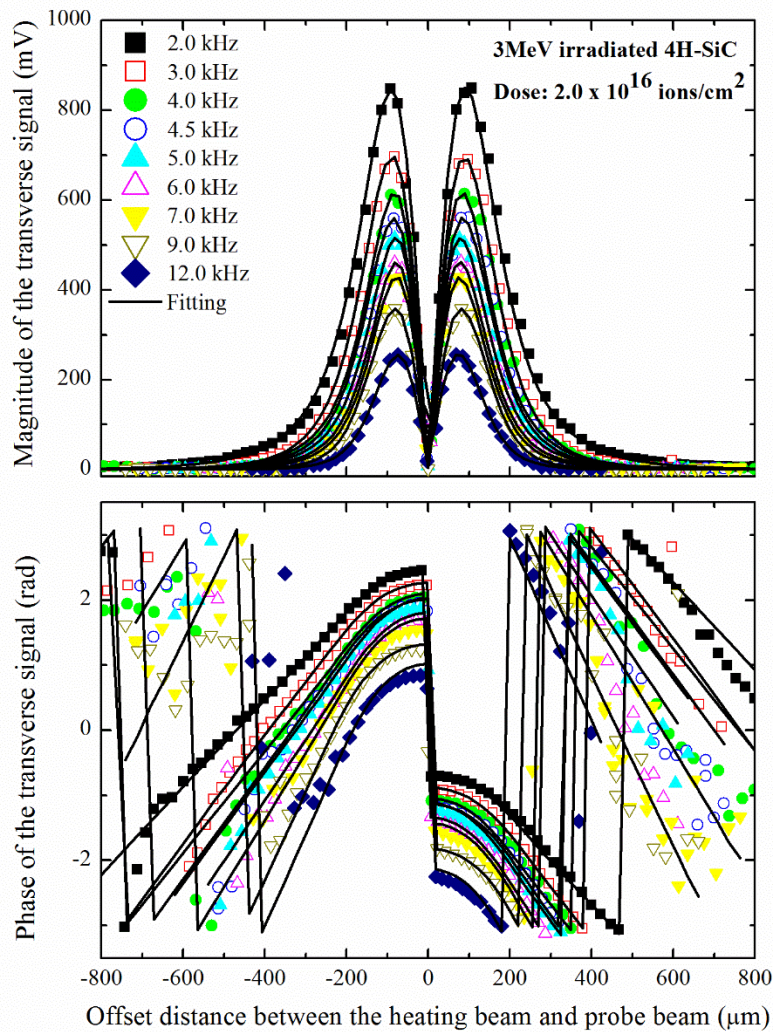 Magnitude of the transverse signal (mV)
1000
800
600
400
200
0
2.0 kHz
3.0 kHz
4.0 kHz
4.5 kHz
5.0 kHz
6.0 kHz
7.0 kHz
9.0 kHz
12.0 kHz
Fitting
3MeV irradiated 4H-SiC
Dose: 2.0 x 10^16 ions/cm^2
Phase of the transverse signal (rad)
2
0
-2
-800 -600 -400 -200 0 200 400 600 800
Offset distance between the heating beam and probe beam (μm)